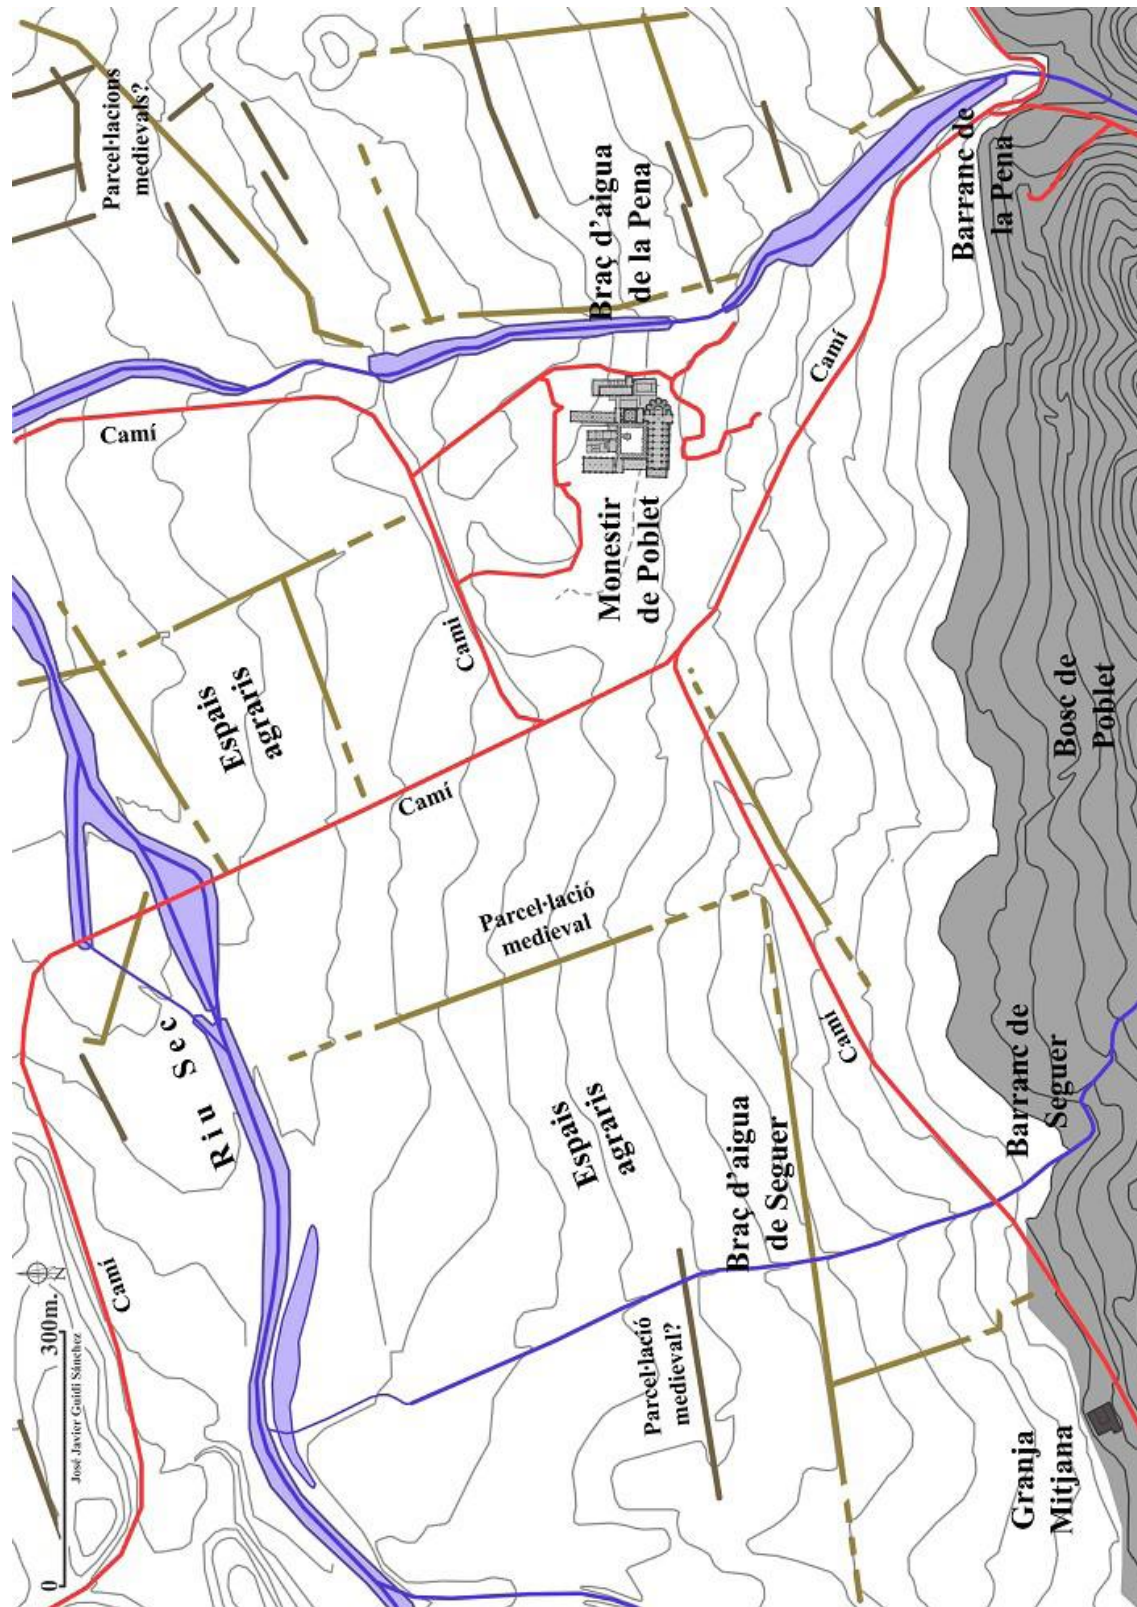 0 300m.
José Javier Guidi Sánchez
N
Camí
Riu Sec
Camí
Parcel·lacions
medievals?
Espais
agraris
Camí
Camí
Parcel·lació
medieval
Espais
agraris
Braç d'aigua
de la Pena
Monestir
de Poblet
Parcel·lació
medieval?
Braç d'aigua
de Seguer
Camí
Camí
Barranc de
la Pena
Granja
Mitjana
Barranc de
Seguer
Bosc de
Poblet